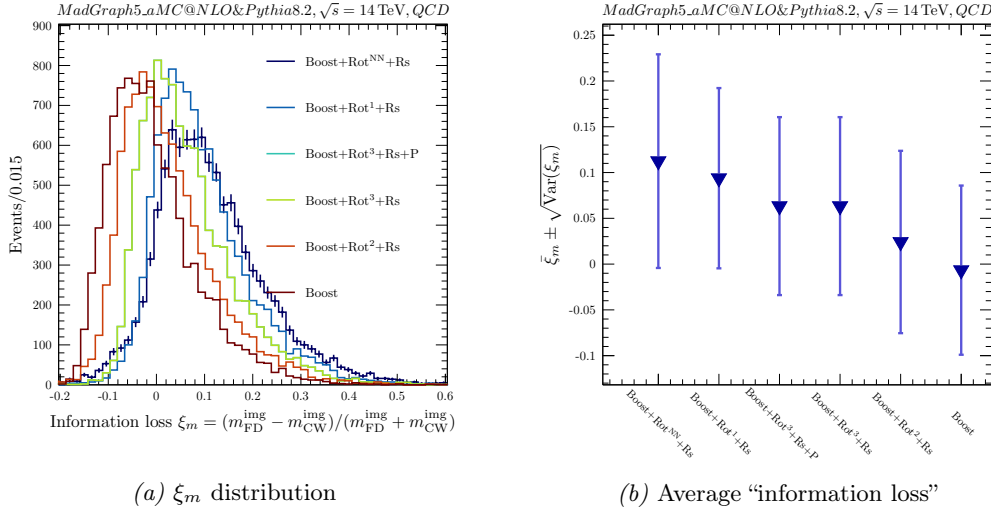 MadGraph5_aMC@NLO&Pythia8.2, √s = 14 TeV, QCD
Events/0.015
900
800
700
600
500
400
300
200
100
0
-0.2 -0.1 0 0.1 0.2 0.3 0.4 0.5 0.6
Boost+Rot^NN+Rs
Boost+Rot^1+Rs
Boost+Rot^3+Rs+P
Boost+Rot^3+Rs
Boost+Rot^2+Rs
Boost
Information loss ξ_m = (m_FD^img − m_CW^img)/(m_FD^img + m_CW^img)
(a) ξ_m distribution
MadGraph5_aMC@NLO&Pythia8.2, √s = 14 TeV, QCD
ξ̄_m ± √Var(ξ_m)
0.25
0.2
0.15
0.1
0.05
0
-0.05
-0.1
Boost+Rot^NN+Rs
Boost+Rot^1+Rs
Boost+Rot^3+Rs+P
Boost+Rot^3+Rs
Boost+Rot^2+Rs
Boost
(b) Average “information loss”